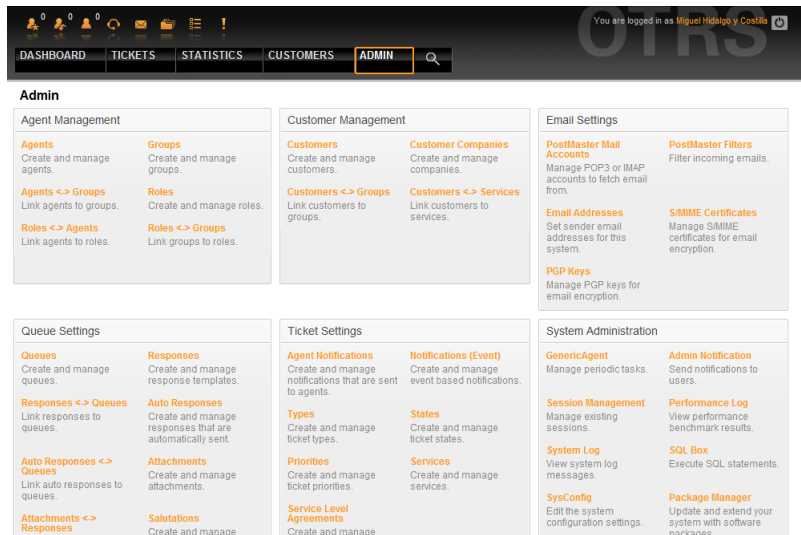 0 0 0
You are logged in as Miguel Hidalgo y Costilla
OTRS
DASHBOARD TICKETS STATISTICS CUSTOMERS ADMIN
Admin
Agent Management
Agents
Create and manage
agents.
Groups
Create and manage
groups.
Agents <-> Groups
Link agents to groups.
Roles
Create and manage roles.
Roles <-> Agents
Link agents to roles.
Roles <-> Groups
Link groups to roles.
Customer Management
Customers
Create and manage
customers.
Customer Companies
Create and manage
companies.
Customers <-> Groups
Link customers to
groups.
Customers <-> Services
Link customers to
services.
Email Settings
PostMaster Mail
Accounts
Manage POP3 or IMAP
accounts to fetch email
from.
PostMaster Filters
Filter incoming emails.
Email Addresses
Set sender email
addresses for this
system.
S/MIME Certificates
Manage S/MIME
certificates for email
encryption.
PGP Keys
Manage PGP keys for
email encryption.
Queue Settings
Queues
Create and manage
queues.
Responses
Create and manage
response templates.
Responses <-> Queues
Link responses to
queues.
Auto Responses
Create and manage
responses that are
automatically sent.
Auto Responses <->
Queues
Link auto responses to
queues.
Attachments
Create and manage
attachments.
Attachments <->
Responses
Salutations
Create and manage
Ticket Settings
Agent Notifications
Create and manage
notifications that are sent
to agents.
Notifications (Event)
Create and manage
event based notifications.
Types
Create and manage
ticket types.
States
Create and manage
ticket states.
Priorities
Create and manage
ticket priorities.
Services
Create and manage
services.
Service Level
Agreements
Create and manage
System Administration
GenericAgent
Manage periodic tasks.
Admin Notification
Send notifications to
users.
Session Management
Manage existing
sessions.
Performance Log
View performance
benchmark results.
System Log
View system log
messages.
SQL Box
Execute SQL statements.
SysConfig
Edit the system
configuration settings.
Package Manager
Update and extend your
system with software
packages.